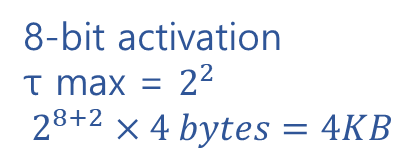 8-bit activation
τ max = 2²
2⁸⁺² × 4 bytes = 4KB